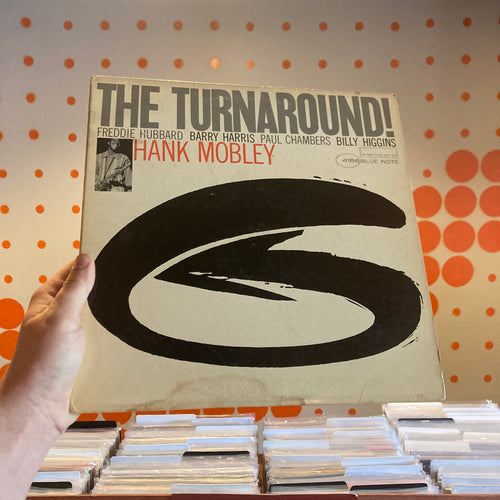 THE TURNAROUND!
FREDDIE HUBBARD BARRY HARRIS PAUL CHAMBERS BILLY HIGGINS
HANK MOBLEY
4186 BLUE NOTE